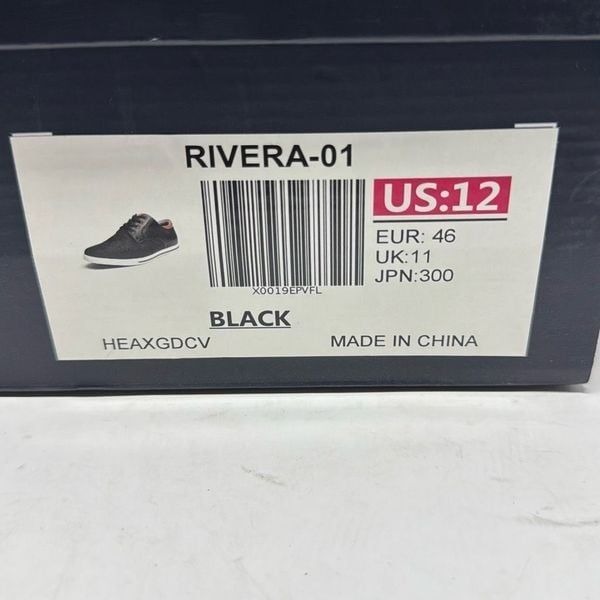 RIVERA-01
US:12
EUR: 46
UK:11
JPN:300
X0019EPVFL
BLACK
HEAXGDCV
MADE IN CHINA